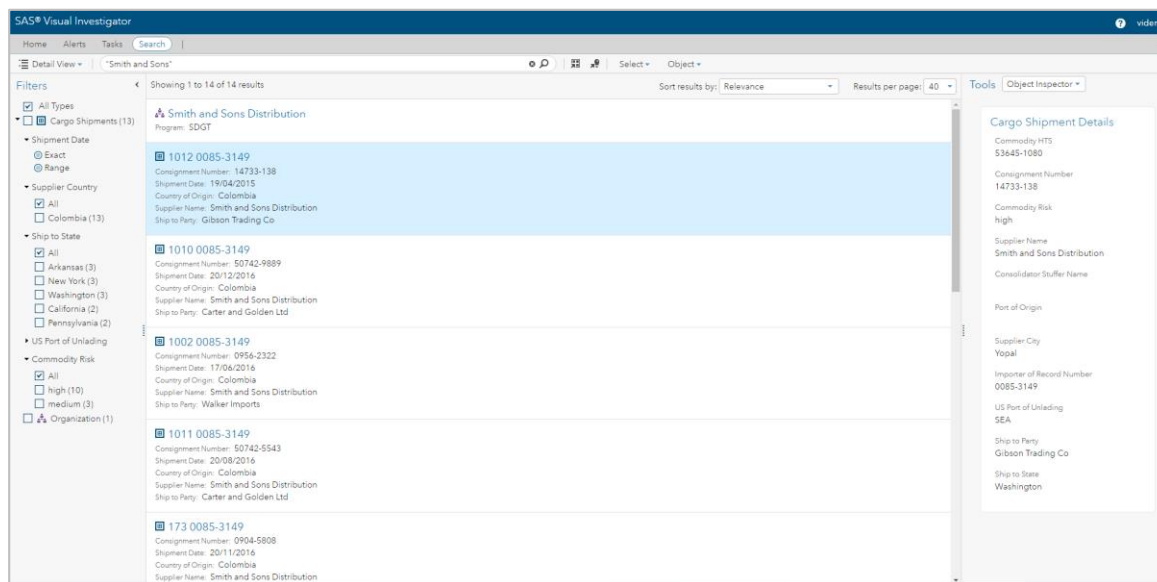 SAS® Visual Investigator
Home Alerts Tasks Search
Detail View "Smith and Sons" Select Object
Filters
All Types
Cargo Shipments (13)
Shipment Date
Exact
Range
Supplier Country
All
Colombia (13)
Ship to State
All
Arkansas (3)
New York (3)
Washington (3)
California (2)
Pennsylvania (2)
US Port of Unlading
Commodity Risk
All
high (10)
medium (3)
Organization (1)
Showing 1 to 14 of 14 results Sort results by: Relevance Results per page: 40
Smith and Sons Distribution
Program: SDGT
1012 0085-3149
Consignment Number: 14733-138
Shipment Date: 19/04/2015
Country of Origin: Colombia
Supplier Name: Smith and Sons Distribution
Ship to Party: Gibson Trading Co
1010 0085-3149
Consignment Number: 50742-9889
Shipment Date: 20/12/2016
Country of Origin: Colombia
Supplier Name: Smith and Sons Distribution
Ship to Party: Carter and Golden Ltd
1002 0085-3149
Consignment Number: 0956-2322
Shipment Date: 17/06/2016
Country of Origin: Colombia
Supplier Name: Smith and Sons Distribution
Ship to Party: Walker Imports
1011 0085-3149
Consignment Number: 50742-5543
Shipment Date: 20/08/2016
Country of Origin: Colombia
Supplier Name: Smith and Sons Distribution
Ship to Party: Carter and Golden Ltd
173 0085-3149
Consignment Number: 0904-5808
Shipment Date: 20/11/2016
Country of Origin: Colombia
Supplier Name: Smith and Sons Distribution
Tools Object Inspector
Cargo Shipment Details
Commodity HTS
53645-1080
Consignment Number
14733-138
Commodity Risk
high
Supplier Name
Smith and Sons Distribution
Consolidator Stuffer Name
Port of Origin
Supplier City
Yopal
Importer of Record Number
0085-3149
US Port of Unlading
SEA
Ship to Party
Gibson Trading Co
Ship to State
Washington